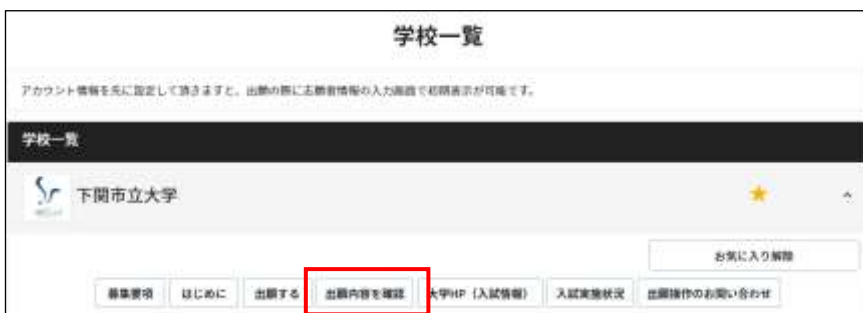 学校一覧
アカウント情報を先に設定して頂きますと、出願の際に志願者情報の入力画面で初期表示が可能です。
学校一覧
下関市立大学
お気に入り解除
募集要項 はじめに 出願する 出願内容を確認 大学HP（入試情報） 入試実施状況 出願操作のお問い合わせ